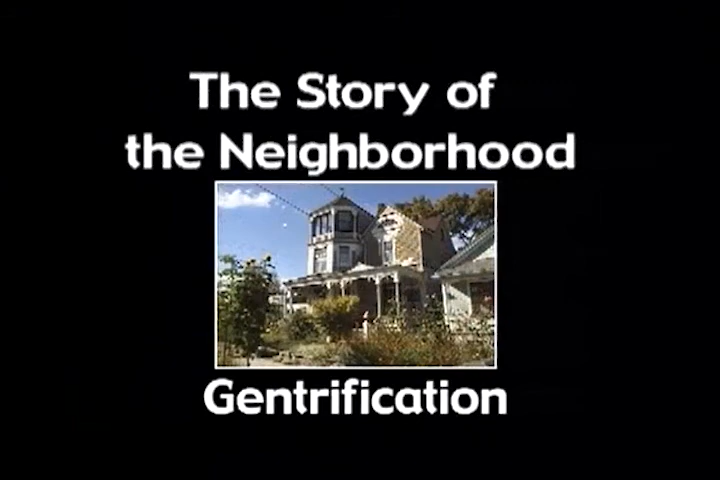 The Story of
the Neighborhood
Gentrification